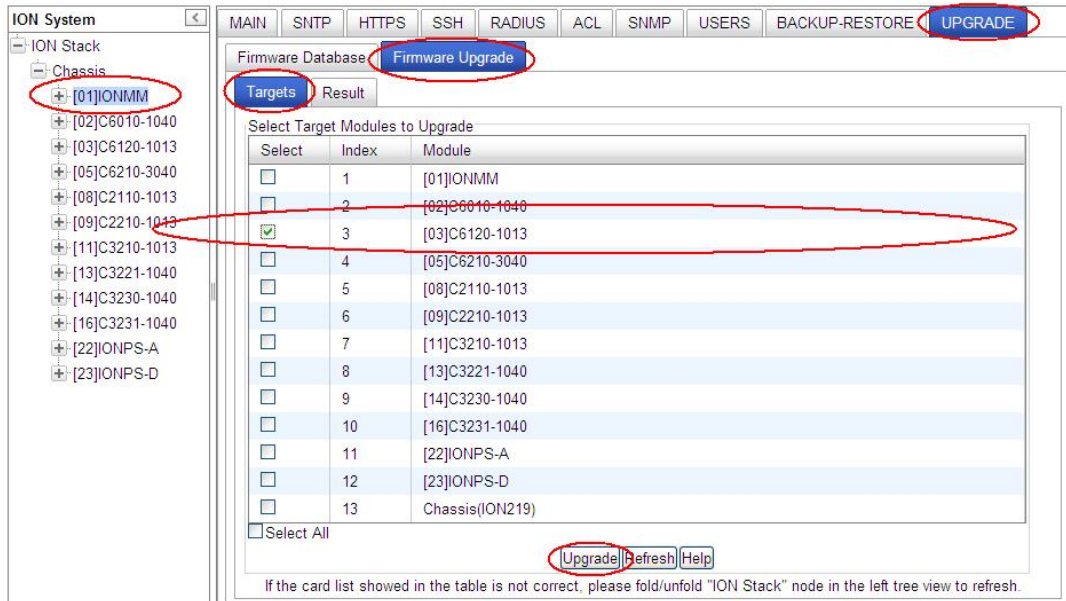 ION System
ION Stack
Chassis
[01]IONMM
[02]C6010-1040
[03]C6120-1013
[05]C6210-3040
[08]C2110-1013
[09]C2210-1013
[11]C3210-1013
[13]C3221-1040
[14]C3230-1040
[16]C3231-1040
[22]IONPS-A
[23]IONPS-D
MAIN SNTP HTTPS SSH RADIUS ACL SNMP USERS BACKUP-RESTORE UPGRADE
Firmware Database Firmware Upgrade
Targets Result
Select Target Modules to Upgrade
Select Index Module
1 [01]IONMM
2 [02]C6010-1040
3 [03]C6120-1013
4 [05]C6210-3040
5 [08]C2110-1013
6 [09]C2210-1013
7 [11]C3210-1013
8 [13]C3221-1040
9 [14]C3230-1040
10 [16]C3231-1040
11 [22]IONPS-A
12 [23]IONPS-D
13 Chassis(ION219)
Select All
Upgrade Refresh Help
If the card list showed in the table is not correct, please fold/unfold "ION Stack" node in the left tree view to refresh.